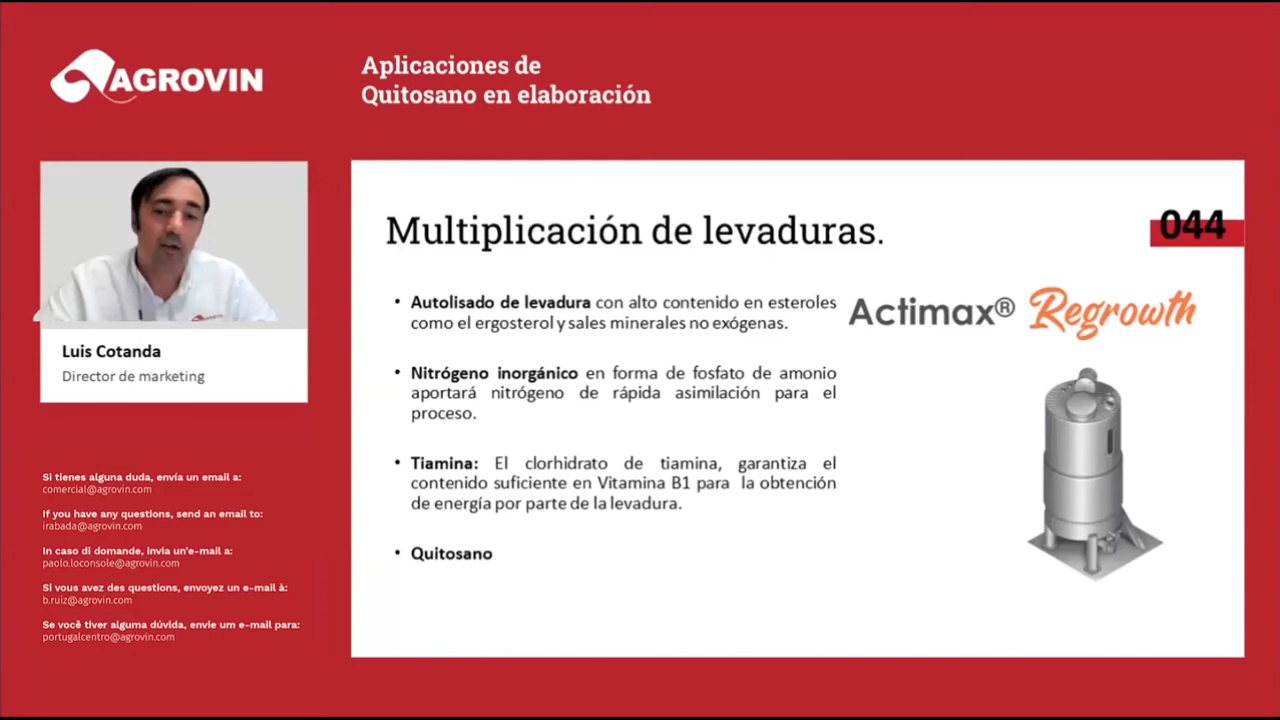 AGROVIN
Aplicaciones de
Quitosano en elaboración
Luis Cotanda
Director de marketing
Si tienes alguna duda, envía un email a:
comercial@agrovin.com
If you have any questions, send an email to:
irabada@agrovin.com
In caso di domande, invia un'e-mail a:
paolo.loconsole@agrovin.com
Si vous avez des questions, envoyez un e-mail à:
b.ruiz@agrovin.com
Se você tiver alguma dúvida, envie um e-mail para:
portugalcentro@agrovin.com
Multiplicación de levaduras.
044
• Autolisado de levadura con alto contenido en esteroles
como el ergosterol y sales minerales no exógenas.
• Nitrógeno inorgánico en forma de fosfato de amonio
aportará nitrógeno de rápida asimilación para el
proceso.
• Tiamina: El clorhidrato de tiamina, garantiza el
contenido suficiente en Vitamina B1 para la obtención
de energía por parte de la levadura.
• Quitosano
Actimax® Regrowth